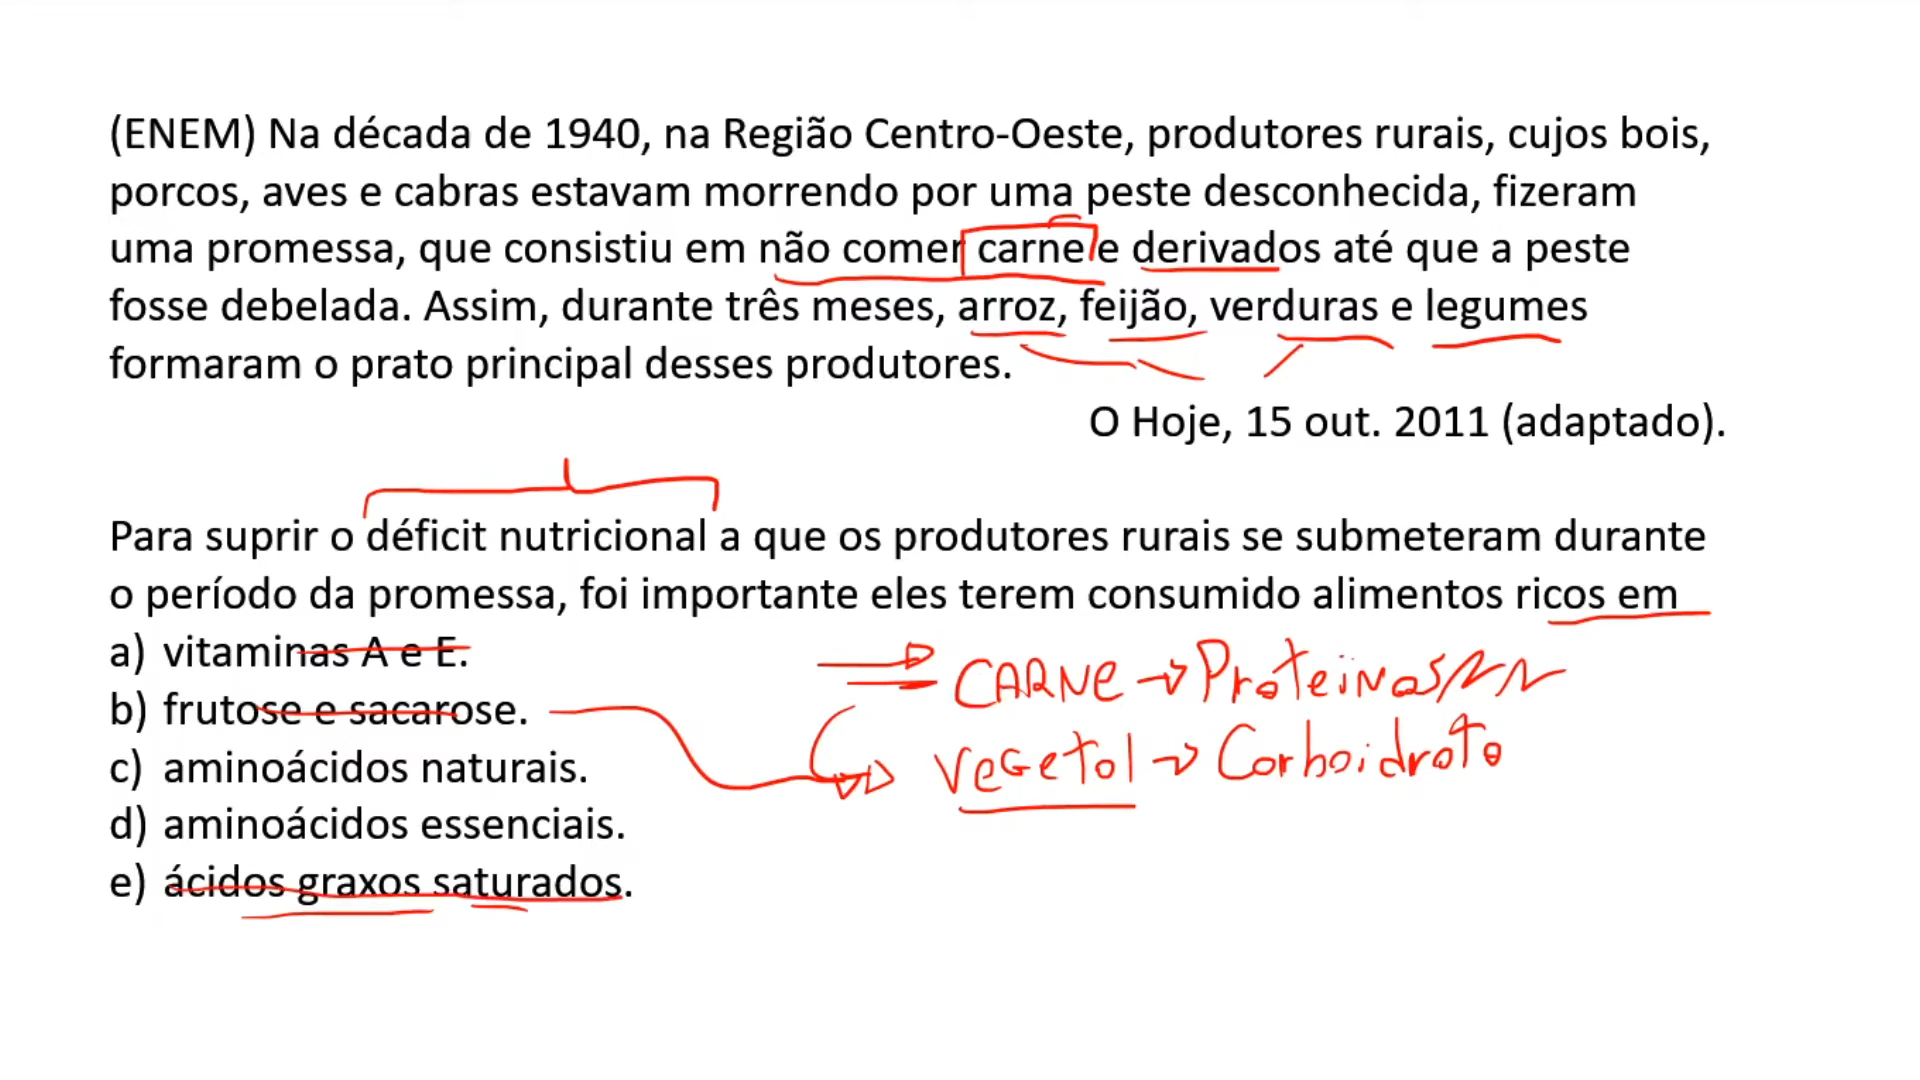 (ENEM) Na década de 1940, na Região Centro-Oeste, produtores rurais, cujos bois,
porcos, aves e cabras estavam morrendo por uma peste desconhecida, fizeram
uma promessa, que consistiu em não comer carne e derivados até que a peste
fosse debelada. Assim, durante três meses, arroz, feijão, verduras e legumes
formaram o prato principal desses produtores.
O Hoje, 15 out. 2011 (adaptado).
Para suprir o déficit nutricional a que os produtores rurais se submeteram durante
o período da promessa, foi importante eles terem consumido alimentos ricos em
a) vitaminas A e E.
b) frutose e sacarose.
c) aminoácidos naturais.
d) aminoácidos essenciais.
e) ácidos graxos saturados.
CARNE → Proteinas
Vegetal → Carboidrato